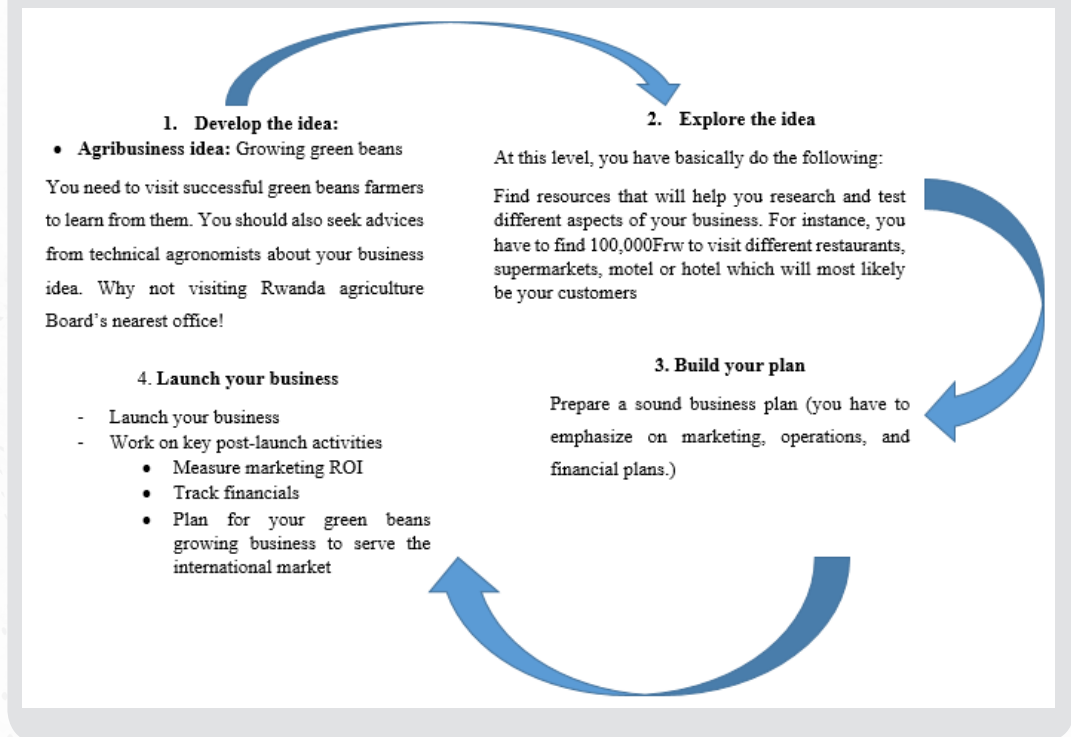 1. Develop the idea:
• Agribusiness idea: Growing green beans
You need to visit successful green beans farmers
to learn from them. You should also seek advices
from technical agronomists about your business
idea. Why not visiting Rwanda agriculture
Board’s nearest office!
2. Explore the idea
At this level, you have basically do the following:
Find resources that will help you research and test
different aspects of your business. For instance, you
have to find 100,000Frw to visit different restaurants,
supermarkets, motel or hotel which will most likely
be your customers
3. Build your plan
Prepare a sound business plan (you have to
emphasize on marketing, operations, and
financial plans.)
4. Launch your business
- Launch your business
- Work on key post-launch activities
• Measure marketing ROI
• Track financials
• Plan for your green beans
growing business to serve the
international market